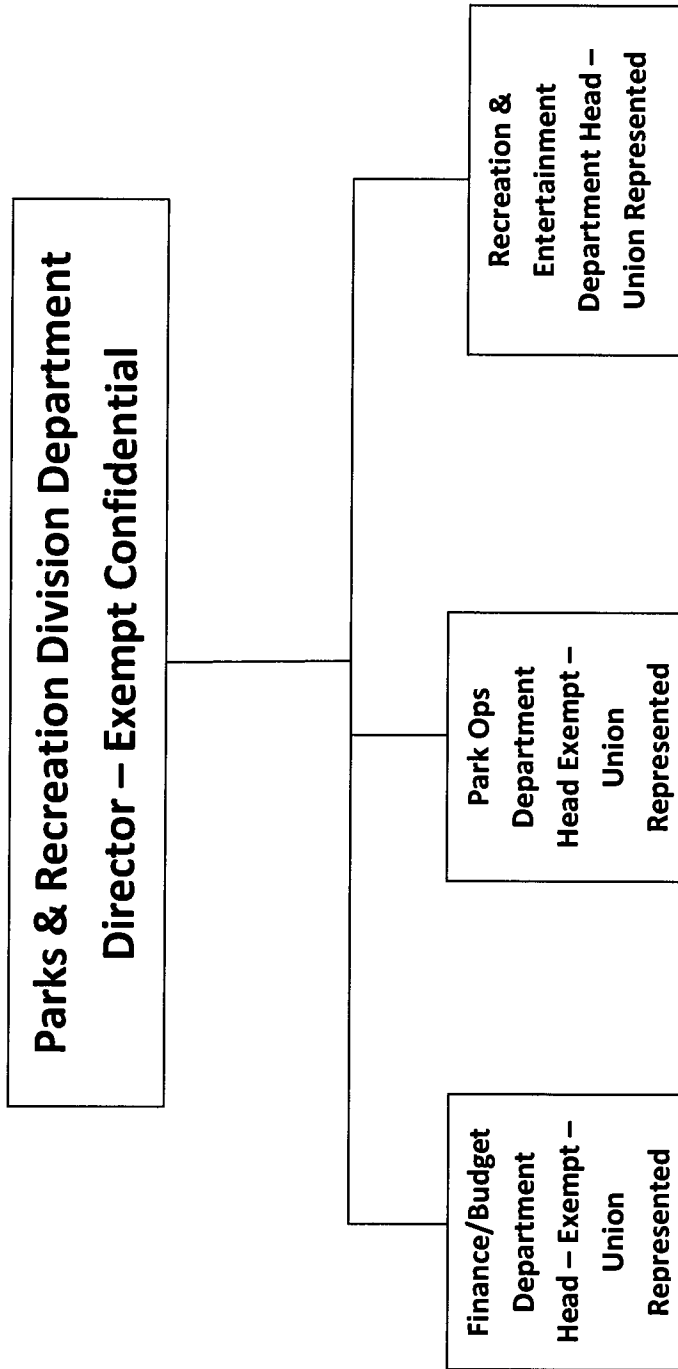 Parks & Recreation Division Department
Director – Exempt Confidential
Finance/Budget
Department
Head – Exempt –
Union
Represented
Park Ops
Department
Head Exempt –
Union
Represented
Recreation &
Entertainment
Department Head –
Union Represented